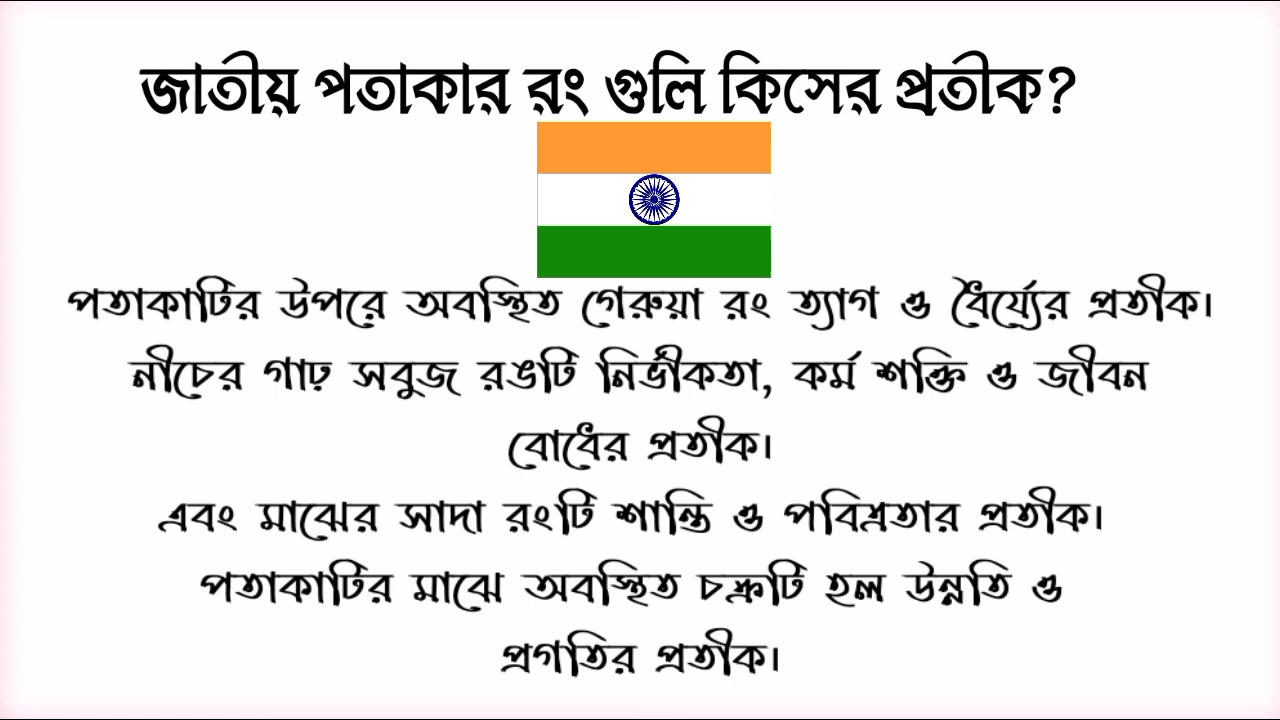 জাতীয় পতাকার রং গুলি কিসের প্রতীক?
পতাকাটির উপরে অবস্থিত গেরুয়া রং ত্যাগ ও ধৈর্য্যের প্রতীক।
নীচের গাঢ় সবুজ রঙটি নির্ভীকতা, কর্ম শক্তি ও জীবন
বোধের প্রতীক।
এবং মাঝের সাদা রংটি শান্তি ও পবিত্রতার প্রতীক।
পতাকাটির মাঝে অবস্থিত চক্রটি হল উন্নতি ও
প্রগতির প্রতীক।